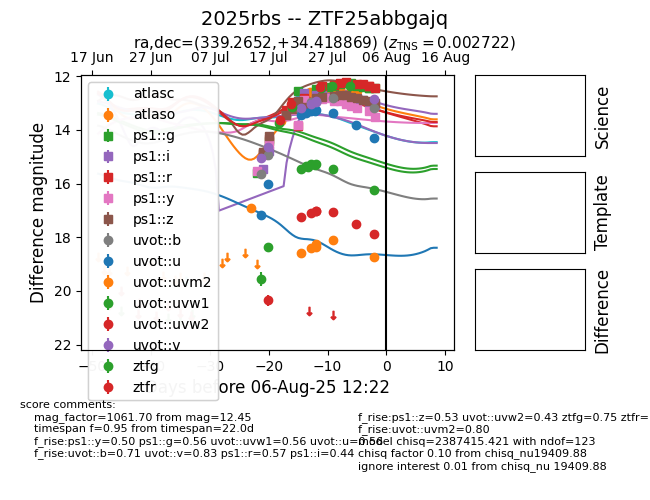 2025rbs -- ZTF25abbgajq
ra,dec=(339.2652,+34.418869) (zTNS = 0.002722)
17 Jun 27 Jun 07 Jul 17 Jul 27 Jul 06 Aug 16 Aug
Difference magnitude
12
14
16
18
20
22
atlasc
atlaso
ps1::g
ps1::i
ps1::r
ps1::y
ps1::z
uvot::b
uvot::u
uvot::uvm2
uvot::uvw1
uvot::uvw2
uvot::v
ztfg
ztfr
−20 −10 0 10
before 06-Aug-25 12:22
Science
Template
Difference
score comments:
mag_factor=1061.70 from mag=12.45
timespan f=0.95 from timespan=22.0d
f_rise:ps1::y=0.50 ps1::g=0.56 uvot::uvw1=0.56 uvot::u=0.56
f_rise:uvot::b=0.71 uvot::v=0.83 ps1::r=0.57 ps1::i=0.44
f_rise:ps1::z=0.53 uvot::uvw2=0.43 ztfg=0.75 ztfr=
f_rise:uvot::uvm2=0.80
model chisq=2387415.421 with ndof=123
chisq factor 0.10 from chisq_nu19409.88
ignore interest 0.01 from chisq_nu 19409.88